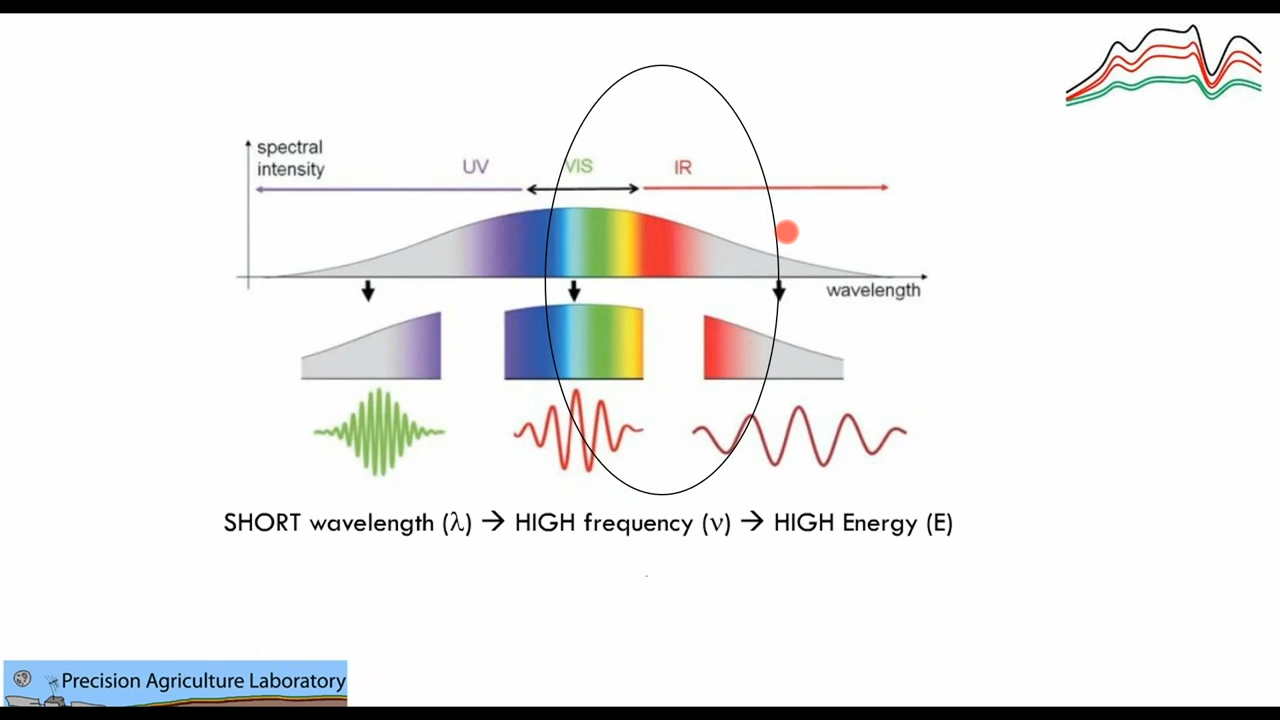 spectral
intensity
UV
VIS
IR
wavelength
SHORT wavelength (λ) → HIGH frequency (ν) → HIGH Energy (E)
Precision Agriculture Laboratory